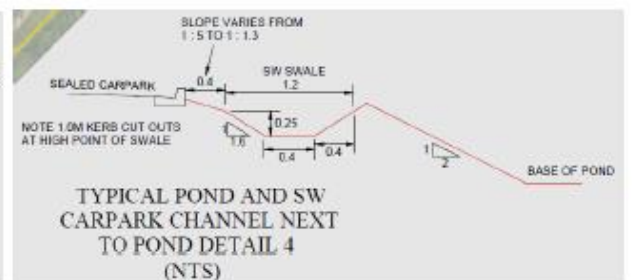 SLOPE VARIES FROM
1 : 5 TO 1 : 1.3
SEALED CARPARK
0.4
SW SWALE
1.2
NOTE 1.0M KERB CUT OUTS
AT HIGH POINT OF SWALE
0.25
1
1.6
0.4
0.4
1
2
BASE OF POND
TYPICAL POND AND SW
CARPARK CHANNEL NEXT
TO POND DETAIL 4
(NTS)